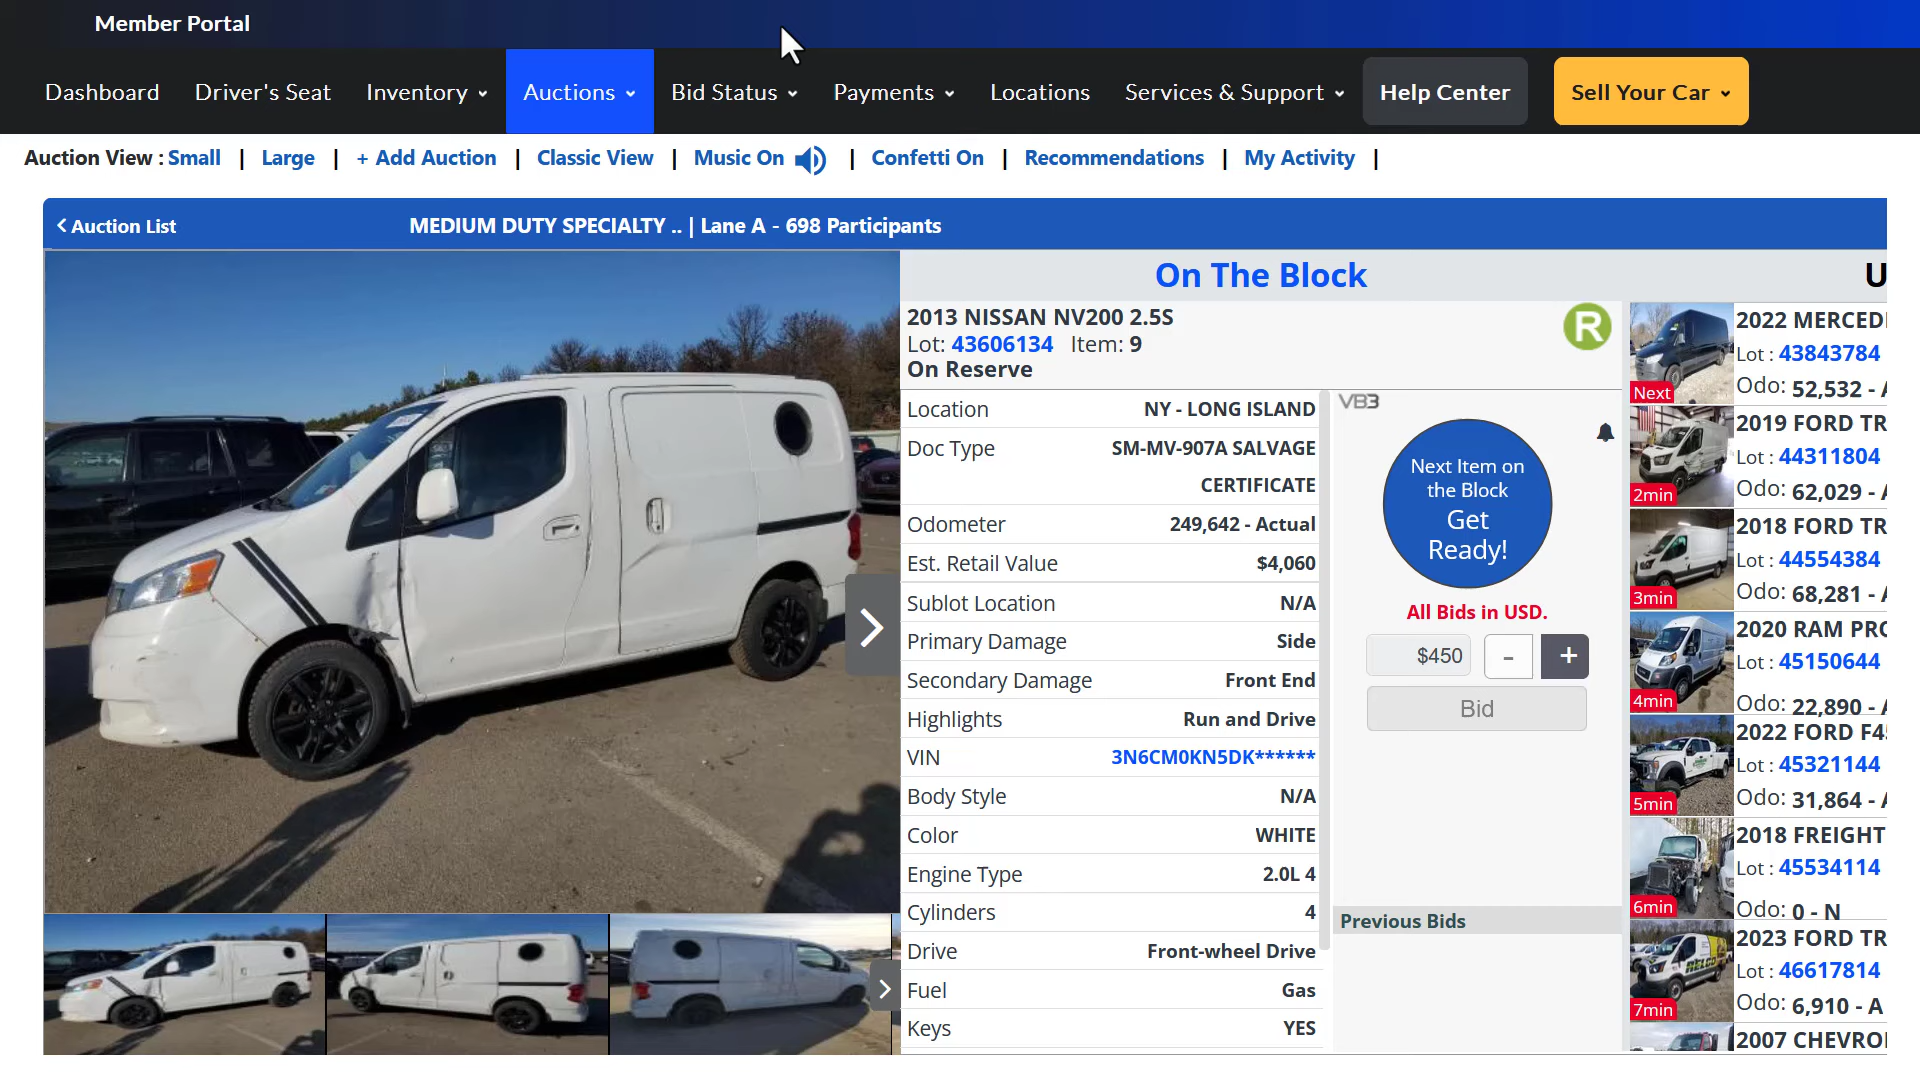 Member Portal
Dashboard Driver's Seat Inventory Auctions Bid Status Payments Locations Services & Support Help Center Sell Your Car
Auction View : Small | Large | + Add Auction | Classic View | Music On | Confetti On | Recommendations | My Activity |
Auction List MEDIUM DUTY SPECIALTY .. | Lane A - 698 Participants
On The Block
U
2013 NISSAN NV200 2.5S
Lot: 43606134 Item: 9
On Reserve
R
Location NY - LONG ISLAND
Doc Type SM-MV-907A SALVAGE
CERTIFICATE
Odometer 249,642 - Actual
Est. Retail Value $4,060
Sublot Location N/A
Primary Damage Side
Secondary Damage Front End
Highlights Run and Drive
VIN 3N6CM0KN5DK******
Body Style N/A
Color WHITE
Engine Type 2.0L 4
Cylinders 4
Drive Front-wheel Drive
Fuel Gas
Keys YES
VB3
Next Item on
the Block
Get
Ready!
All Bids in USD.
$450 - +
Bid
Previous Bids
2022 MERCEDE
Lot : 43843784
Odo: 52,532 - A
Next
2019 FORD TR
Lot : 44311804
Odo: 62,029 - A
2min
2018 FORD TR
Lot : 44554384
Odo: 68,281 - A
3min
2020 RAM PRO
Lot : 45150644
Odo: 22,890 - A
4min
2022 FORD F45
Lot : 45321144
Odo: 31,864 - A
5min
2018 FREIGHT
Lot : 45534114
Odo: 0 - N
6min
2023 FORD TR
Lot : 46617814
Odo: 6,910 - A
7min
2007 CHEVROL